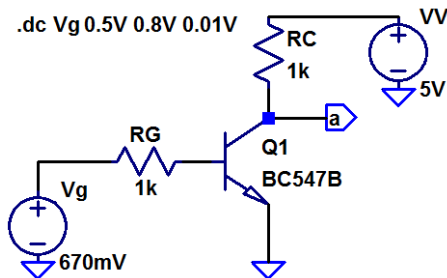 .dc Vg 0.5V 0.8V 0.01V
VV
RC
1k
5V
a
RG
1k
Q1
BC547B
Vg
670mV